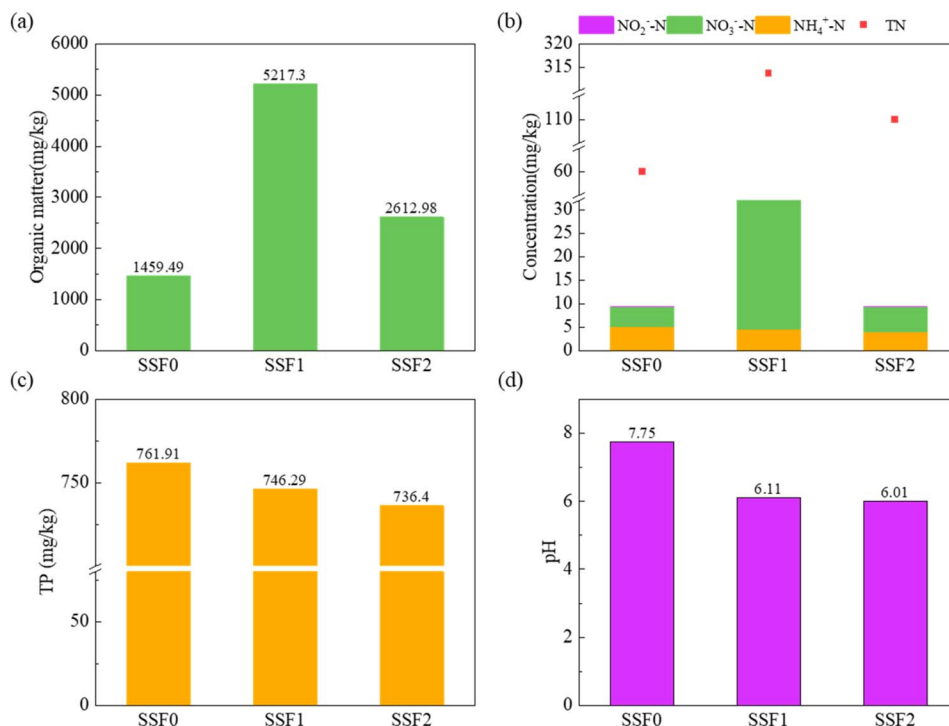 (a)
6000
5000
4000
3000
2000
1000
0
Organic matter(mg/kg)
1459.49
5217.3
2612.98
SSF0 SSF1 SSF2
(b)
NO₂⁻-N NO₃⁻-N NH₄⁺-N TN
320
315
110
60
30
25
20
15
10
5
0
Concentration(mg/kg)
SSF0 SSF1 SSF2
(c)
800
750
50
0
TP (mg/kg)
761.91
746.29
736.4
SSF0 SSF1 SSF2
(d)
8
6
4
2
0
pH
7.75
6.11
6.01
SSF0 SSF1 SSF2